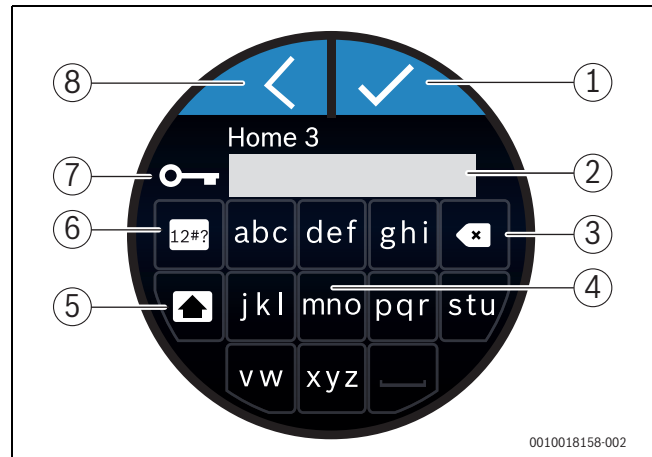 8 1
Home 3
7 2
6 12#? abc def ghi 3
5 jkl mno pqr stu 4
vw xyz
0010018158-002